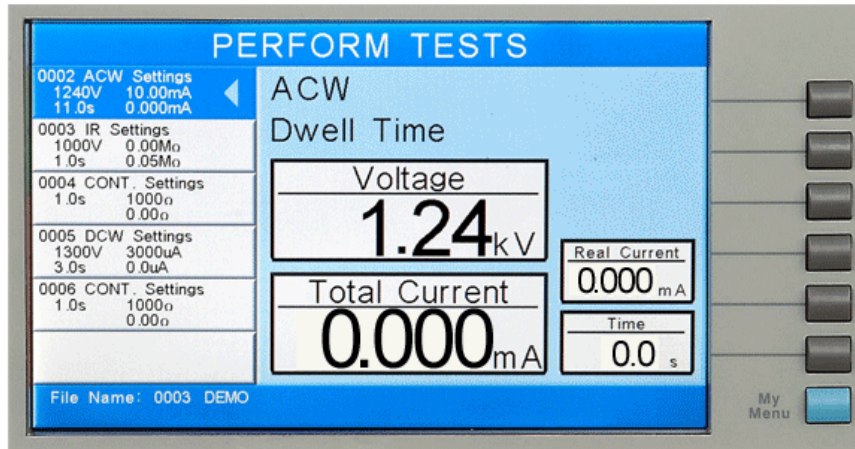 PERFORM TESTS
0002 ACW Settings
1240V 10.00mA
11.0s 0.000mA
0003 IR Settings
1000V 0.00MΩ
1.0s 0.05MΩ
0004 CONT. Settings
1.0s 1000Ω
0.00Ω
0005 DCW Settings
1300V 3000uA
3.0s 0.0uA
0006 CONT. Settings
1.0s 1000Ω
0.00Ω
File Name: 0003 DEMO
ACW
Dwell Time
Voltage
1.24kV
Total Current
0.000mA
Real Current
0.000 mA
Time
0.0 s
My
Menu